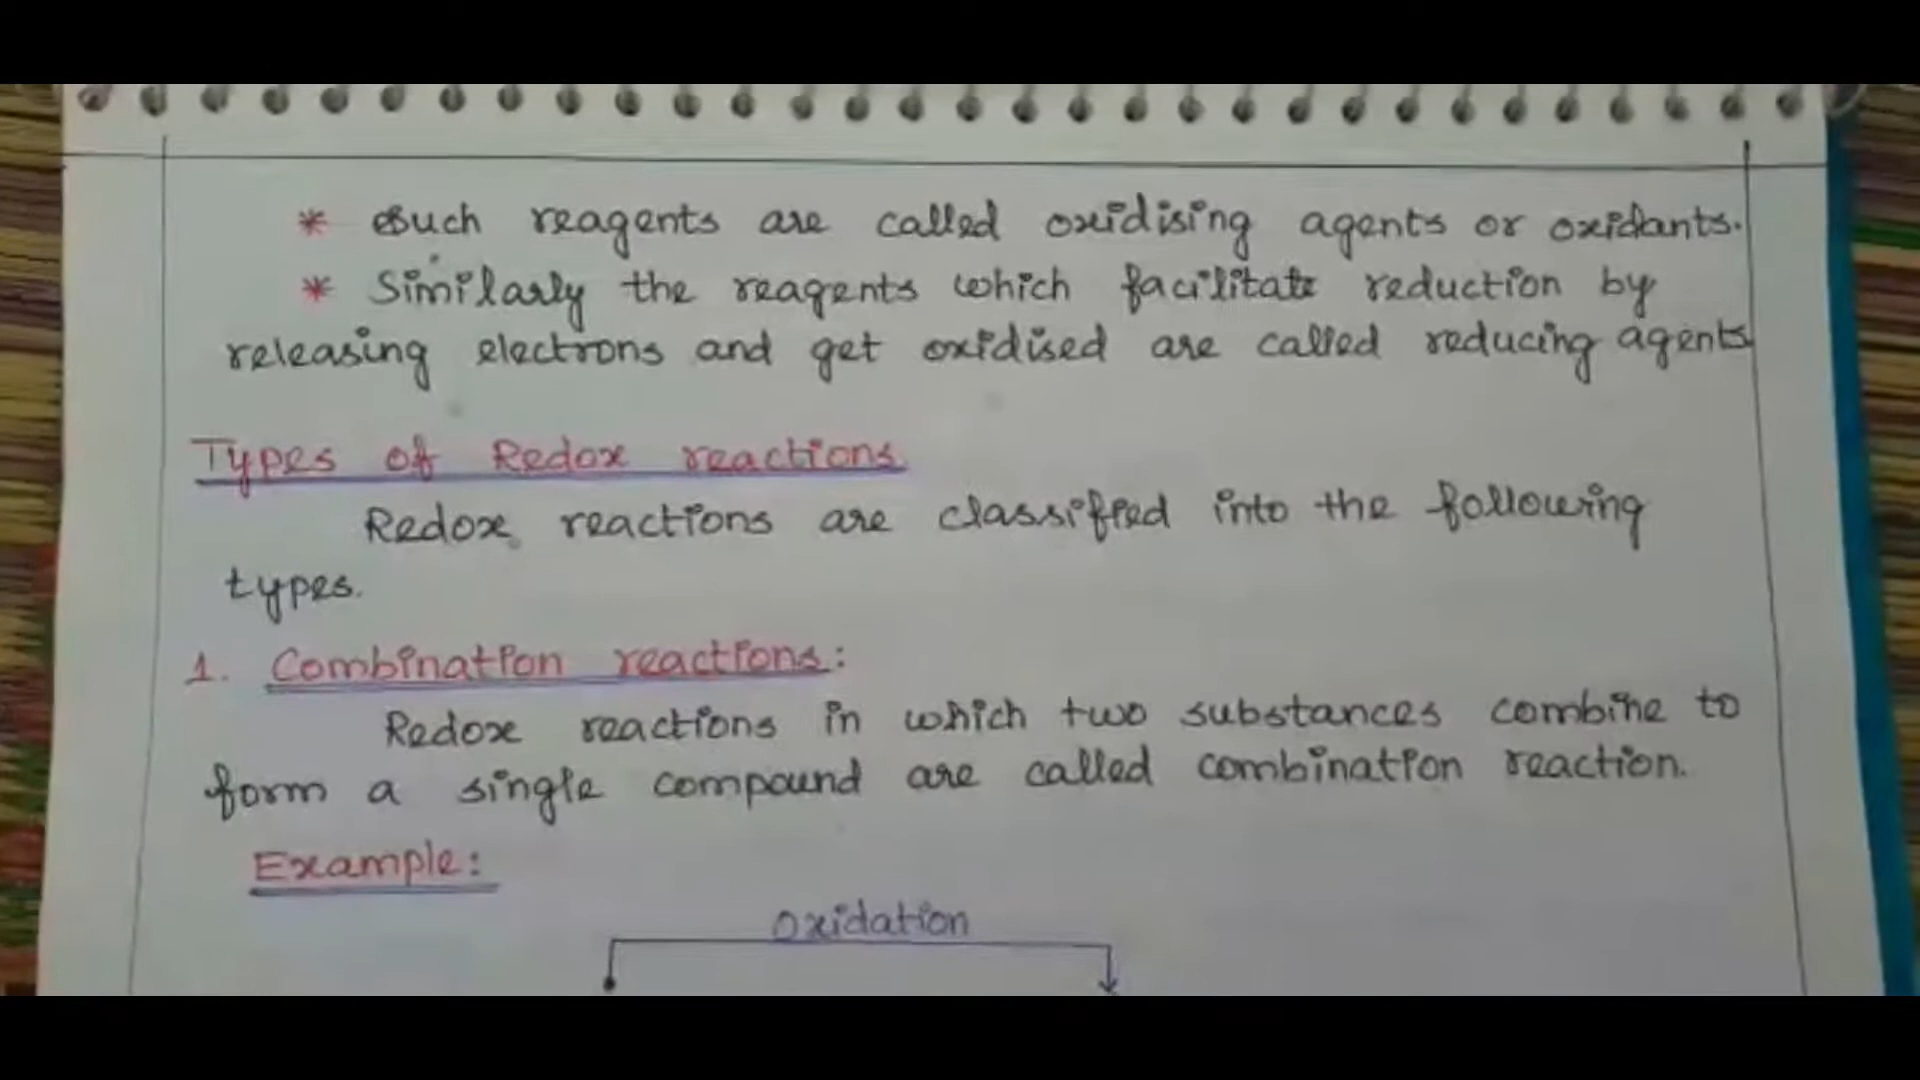 * Such reagents are called oxidising agents or oxidants.
* Similarly the reagents which facilitate reduction by
releasing electrons and get oxidised are called reducing agents
Types of Redox reactions
Redox reactions are classified into the following
types.
1. Combination reactions:
Redox reactions in which two substances combine to
form a single compound are called combination reaction.
Example:
Oxidation